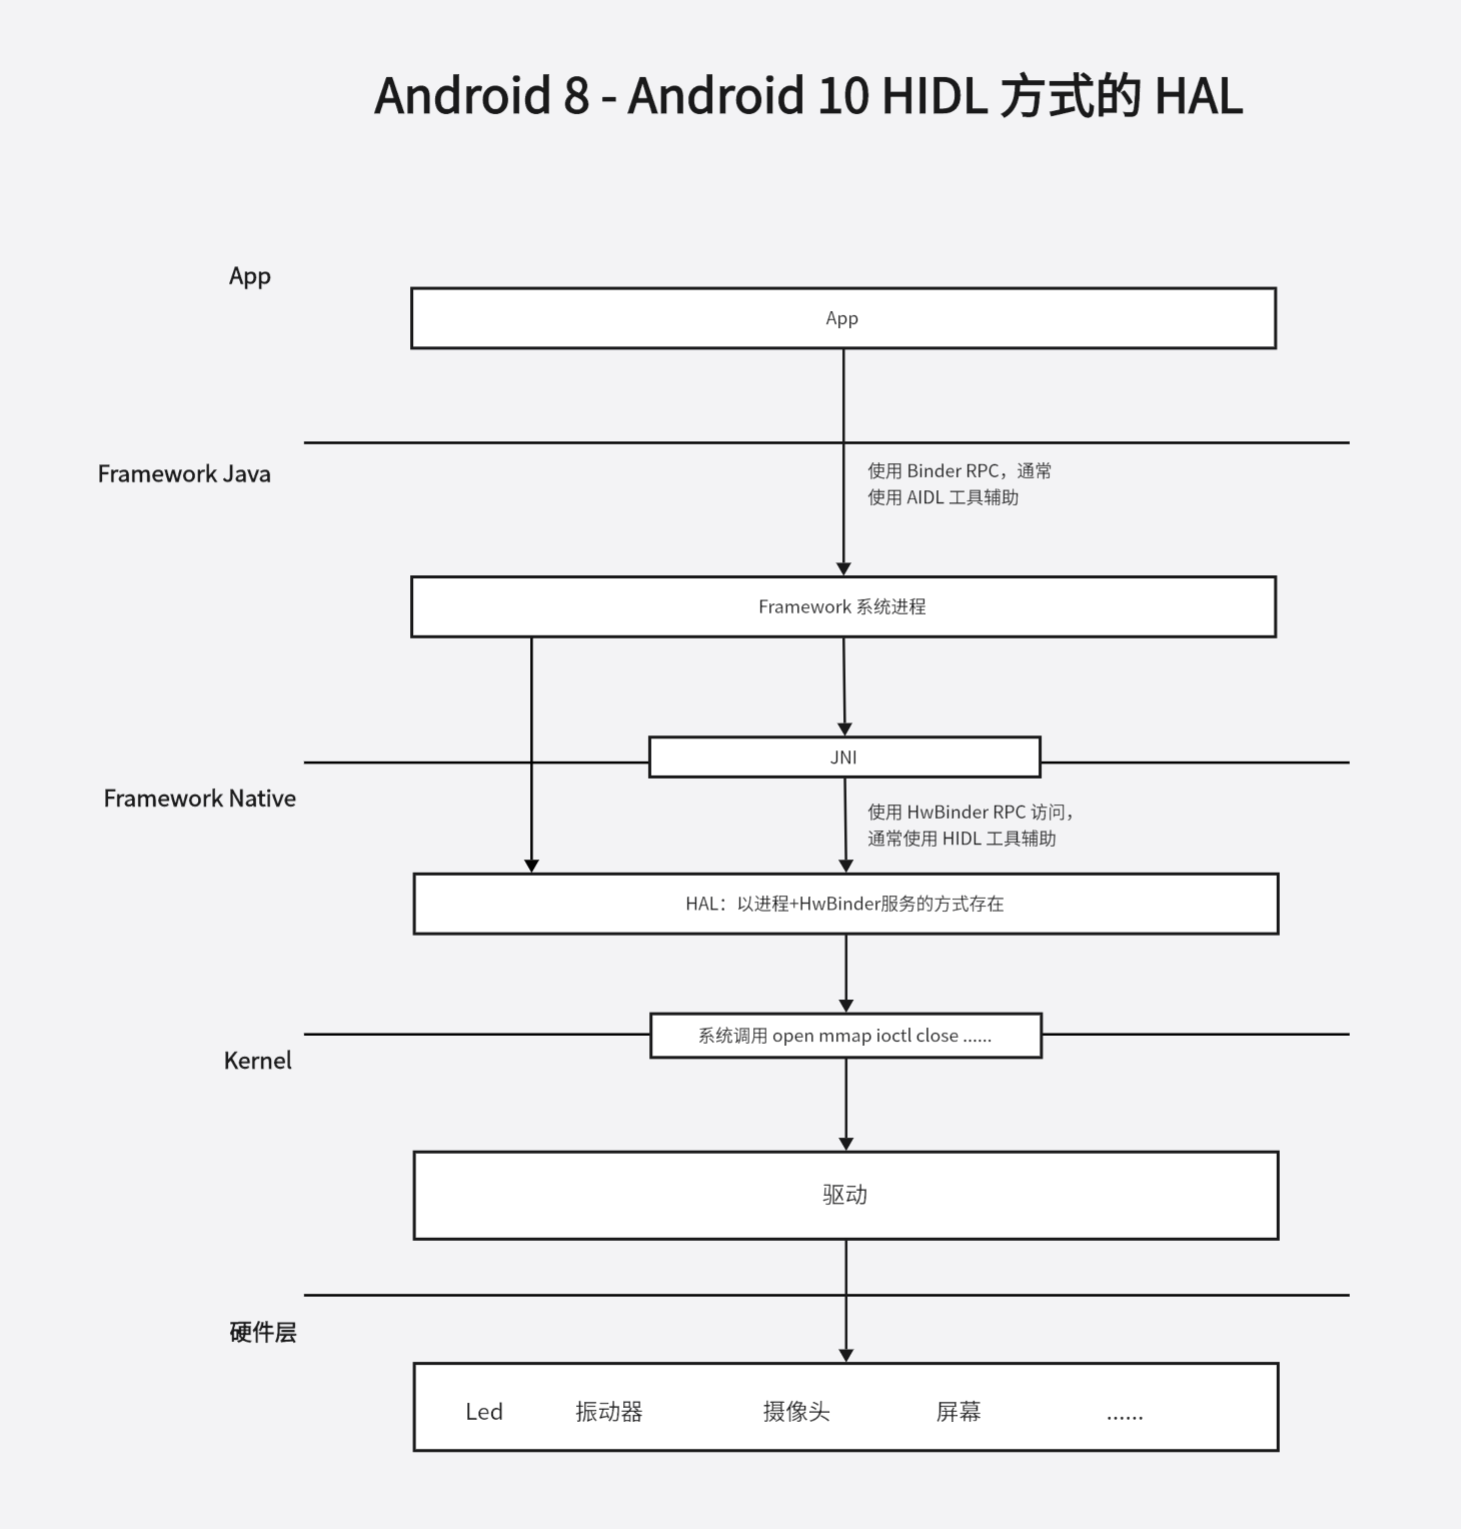 Android 8 - Android 10 HIDL 方式的 HAL
App
App
Framework Java
使用 Binder RPC，通常
使用 AIDL 工具辅助
Framework 系统进程
JNI
Framework Native
使用 HwBinder RPC 访问，
通常使用 HIDL 工具辅助
HAL：以进程+HwBinder服务的方式存在
系统调用 open mmap ioctl close ......
Kernel
驱动
硬件层
Led 振动器 摄像头 屏幕 ......